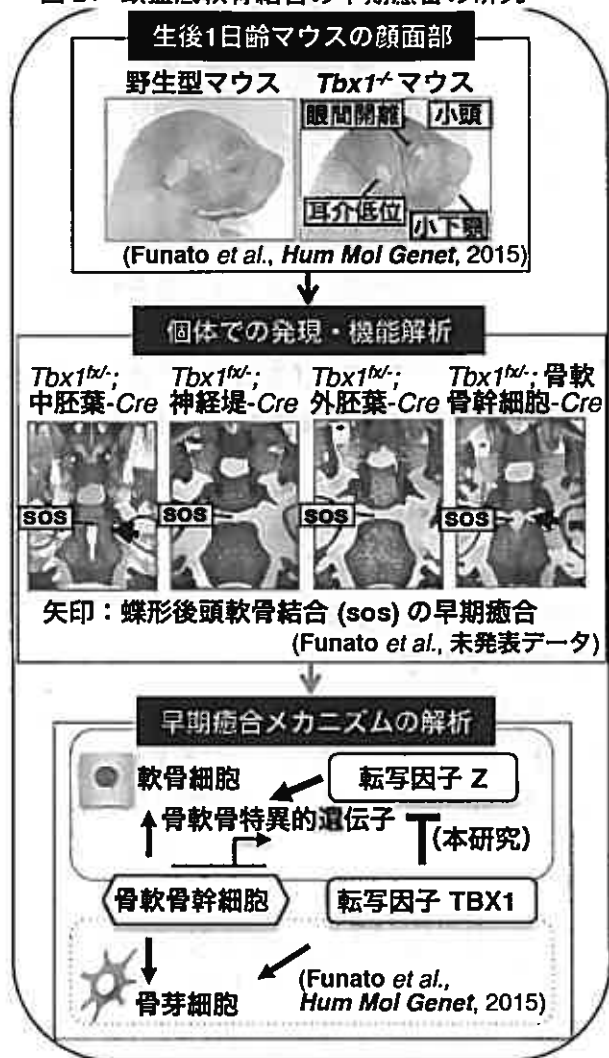 生後1日齢マウスの顔面部
野生型マウス
Tbx1-/-マウス
眼間開離
小頭
耳介低位
小下顎
(Funato et al., Hum Mol Genet, 2015)
個体での発現・機能解析
Tbx1fx/-;
中胚葉-Cre
Tbx1fx/-;
神経堤-Cre
Tbx1fx/-;
外胚葉-Cre
Tbx1fx/-; 骨軟
骨幹細胞-Cre
sos
sos
sos
sos
矢印：蝶形後頭軟骨結合 (sos) の早期癒合
(Funato et al., 未発表データ)
早期癒合メカニズムの解析
軟骨細胞
転写因子 Z
骨軟骨特異的遺伝子
(本研究)
骨軟骨幹細胞
転写因子 TBX1
骨芽細胞
(Funato et al.,
Hum Mol Genet, 2015)